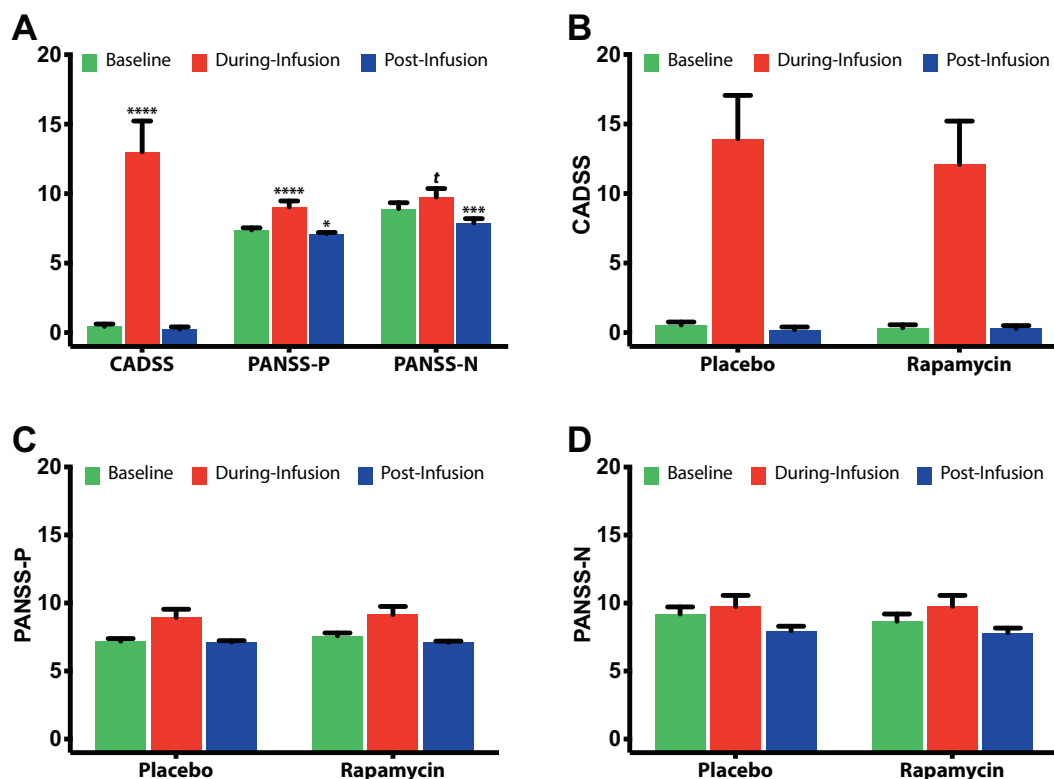 A
B
20
Baseline During-Infusion Post-Infusion
15
10
5
0
****
****
*
t
***
CADSS PANSS-P PANSS-N
CADSS
20
Baseline During-Infusion Post-Infusion
15
10
5
0
Placebo Rapamycin
C
D
PANSS-P
20
Baseline During-Infusion Post-Infusion
15
10
5
0
Placebo Rapamycin
PANSS-N
20
Baseline During-Infusion Post-Infusion
15
10
5
0
Placebo Rapamycin